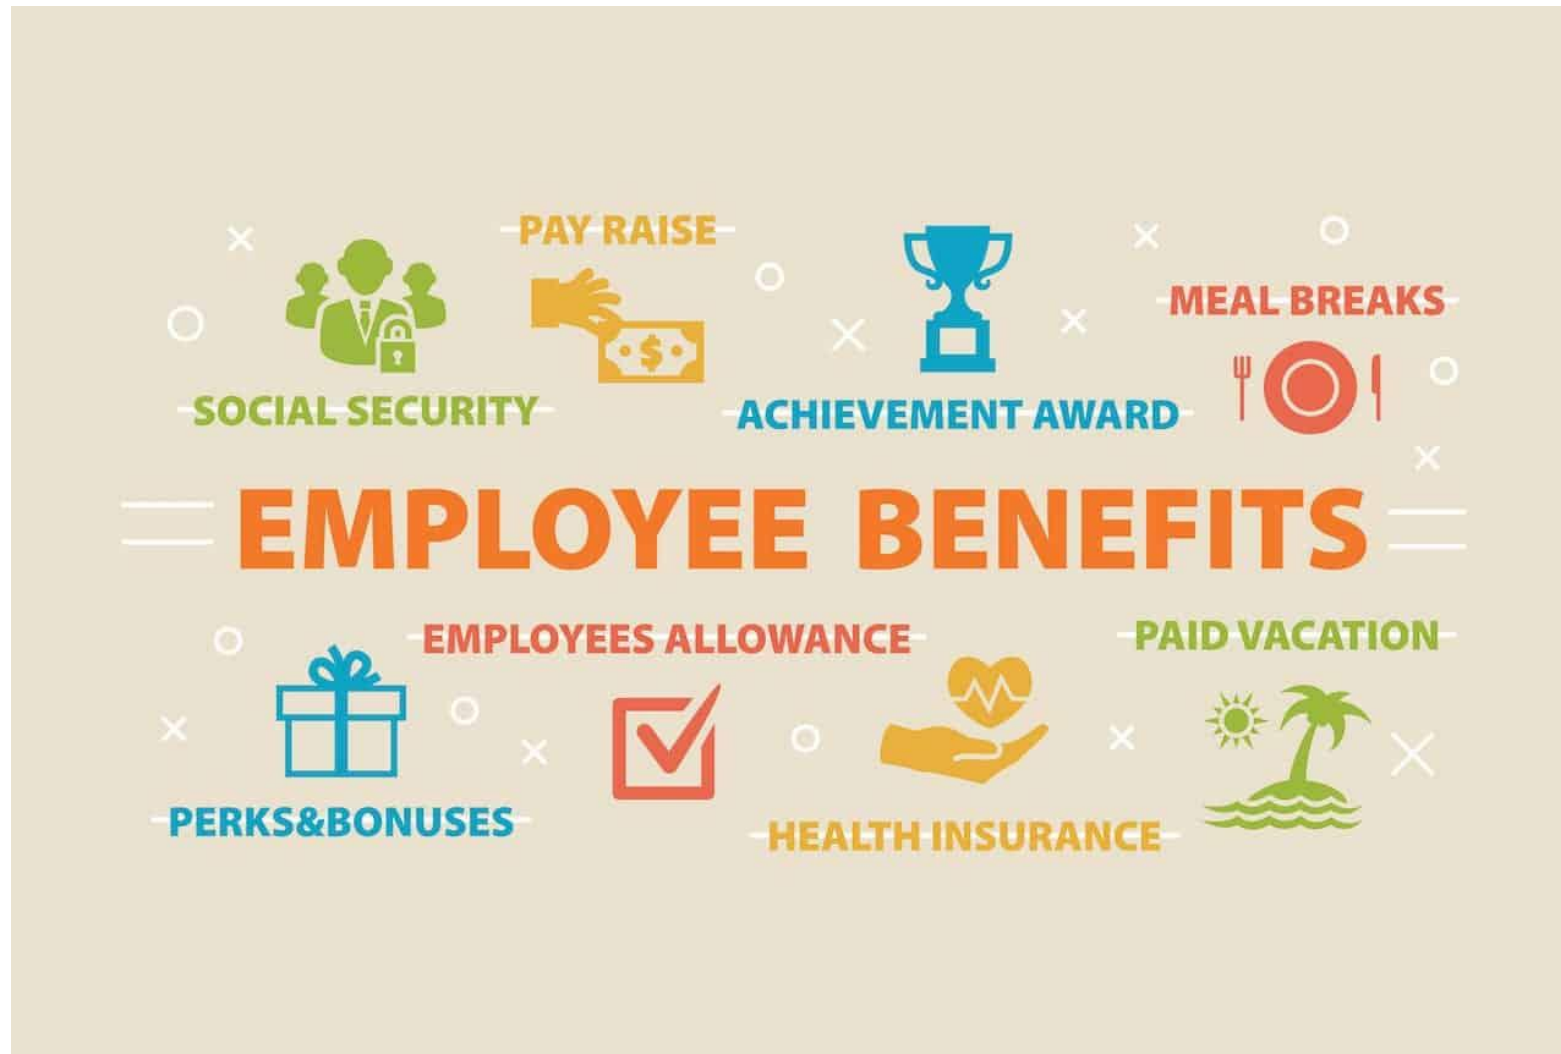 PAY RAISE
MEAL BREAKS
SOCIAL SECURITY
ACHIEVEMENT AWARD
EMPLOYEE BENEFITS
EMPLOYEES ALLOWANCE
PAID VACATION
PERKS&BONUSES
HEALTH INSURANCE